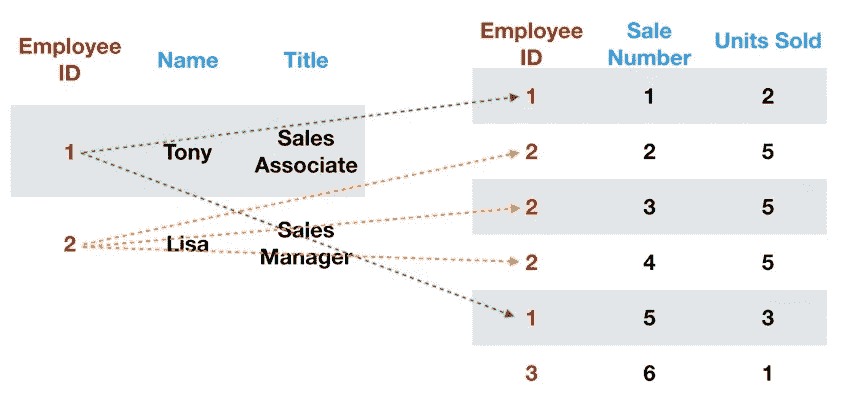 Employee ID Name Title
1 Tony Sales Associate
2 Lisa Sales Manager
Employee ID Sale Number Units Sold
1 1 2
2 2 5
2 3 5
2 4 5
1 5 3
3 6 1